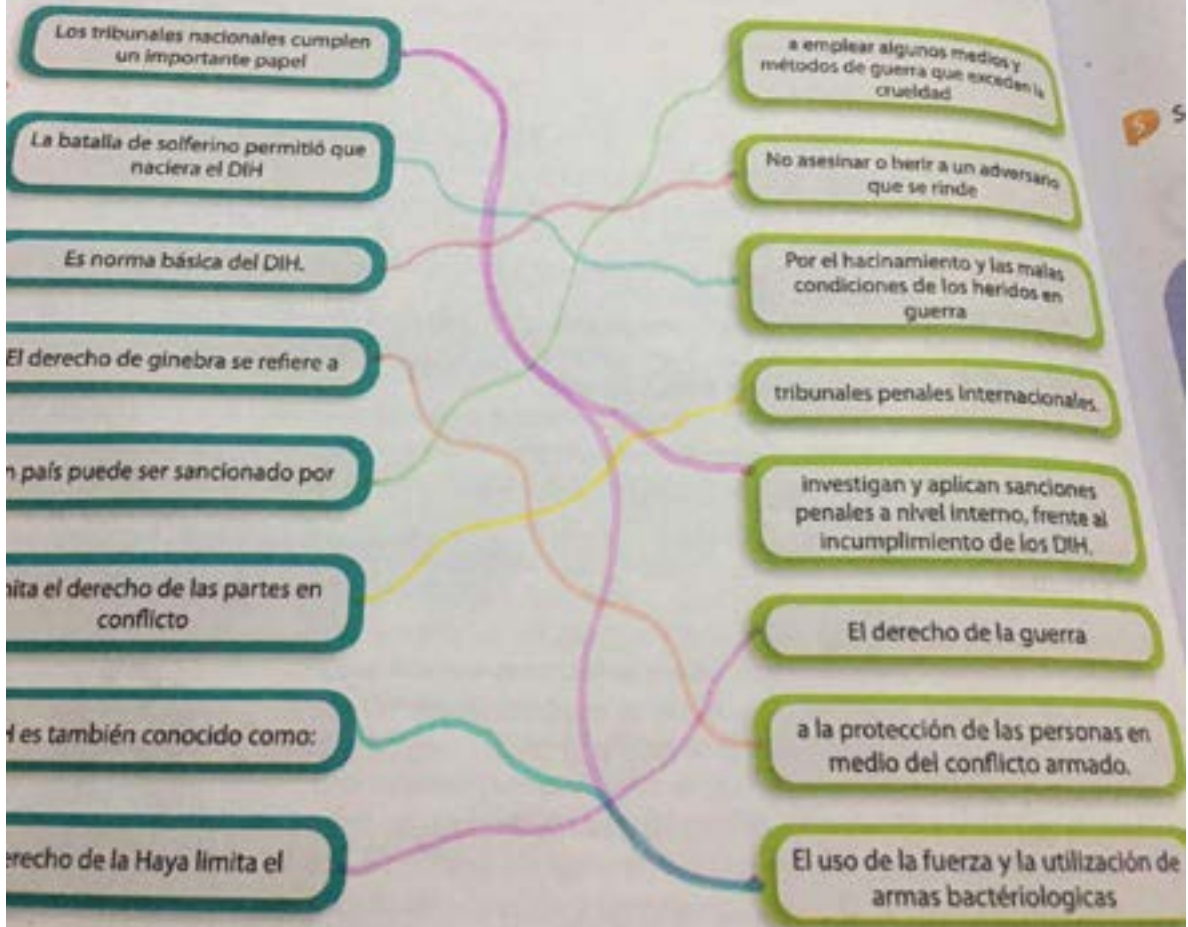 Los tribunales nacionales cumplen
un importante papel
La batalla de solferino permitió que
naciera el DIH
Es norma básica del DIH.
El derecho de ginebra se refiere a
n país puede ser sancionado por
ita el derecho de las partes en
conflicto
es también conocido como:
erecho de la Haya limita el
a emplear algunos medios y
métodos de guerra que exceden la
crueldad
No asesinar o herir a un adversario
que se rinde
Por el hacinamiento y las malas
condiciones de los heridos en
guerra
tribunales penales internacionales.
investigan y aplican sanciones
penales a nivel interno, frente al
incumplimiento de los DIH.
El derecho de la guerra
a la protección de las personas en
medio del conflicto armado.
El uso de la fuerza y la utilización de
armas bactériologicas
5
S